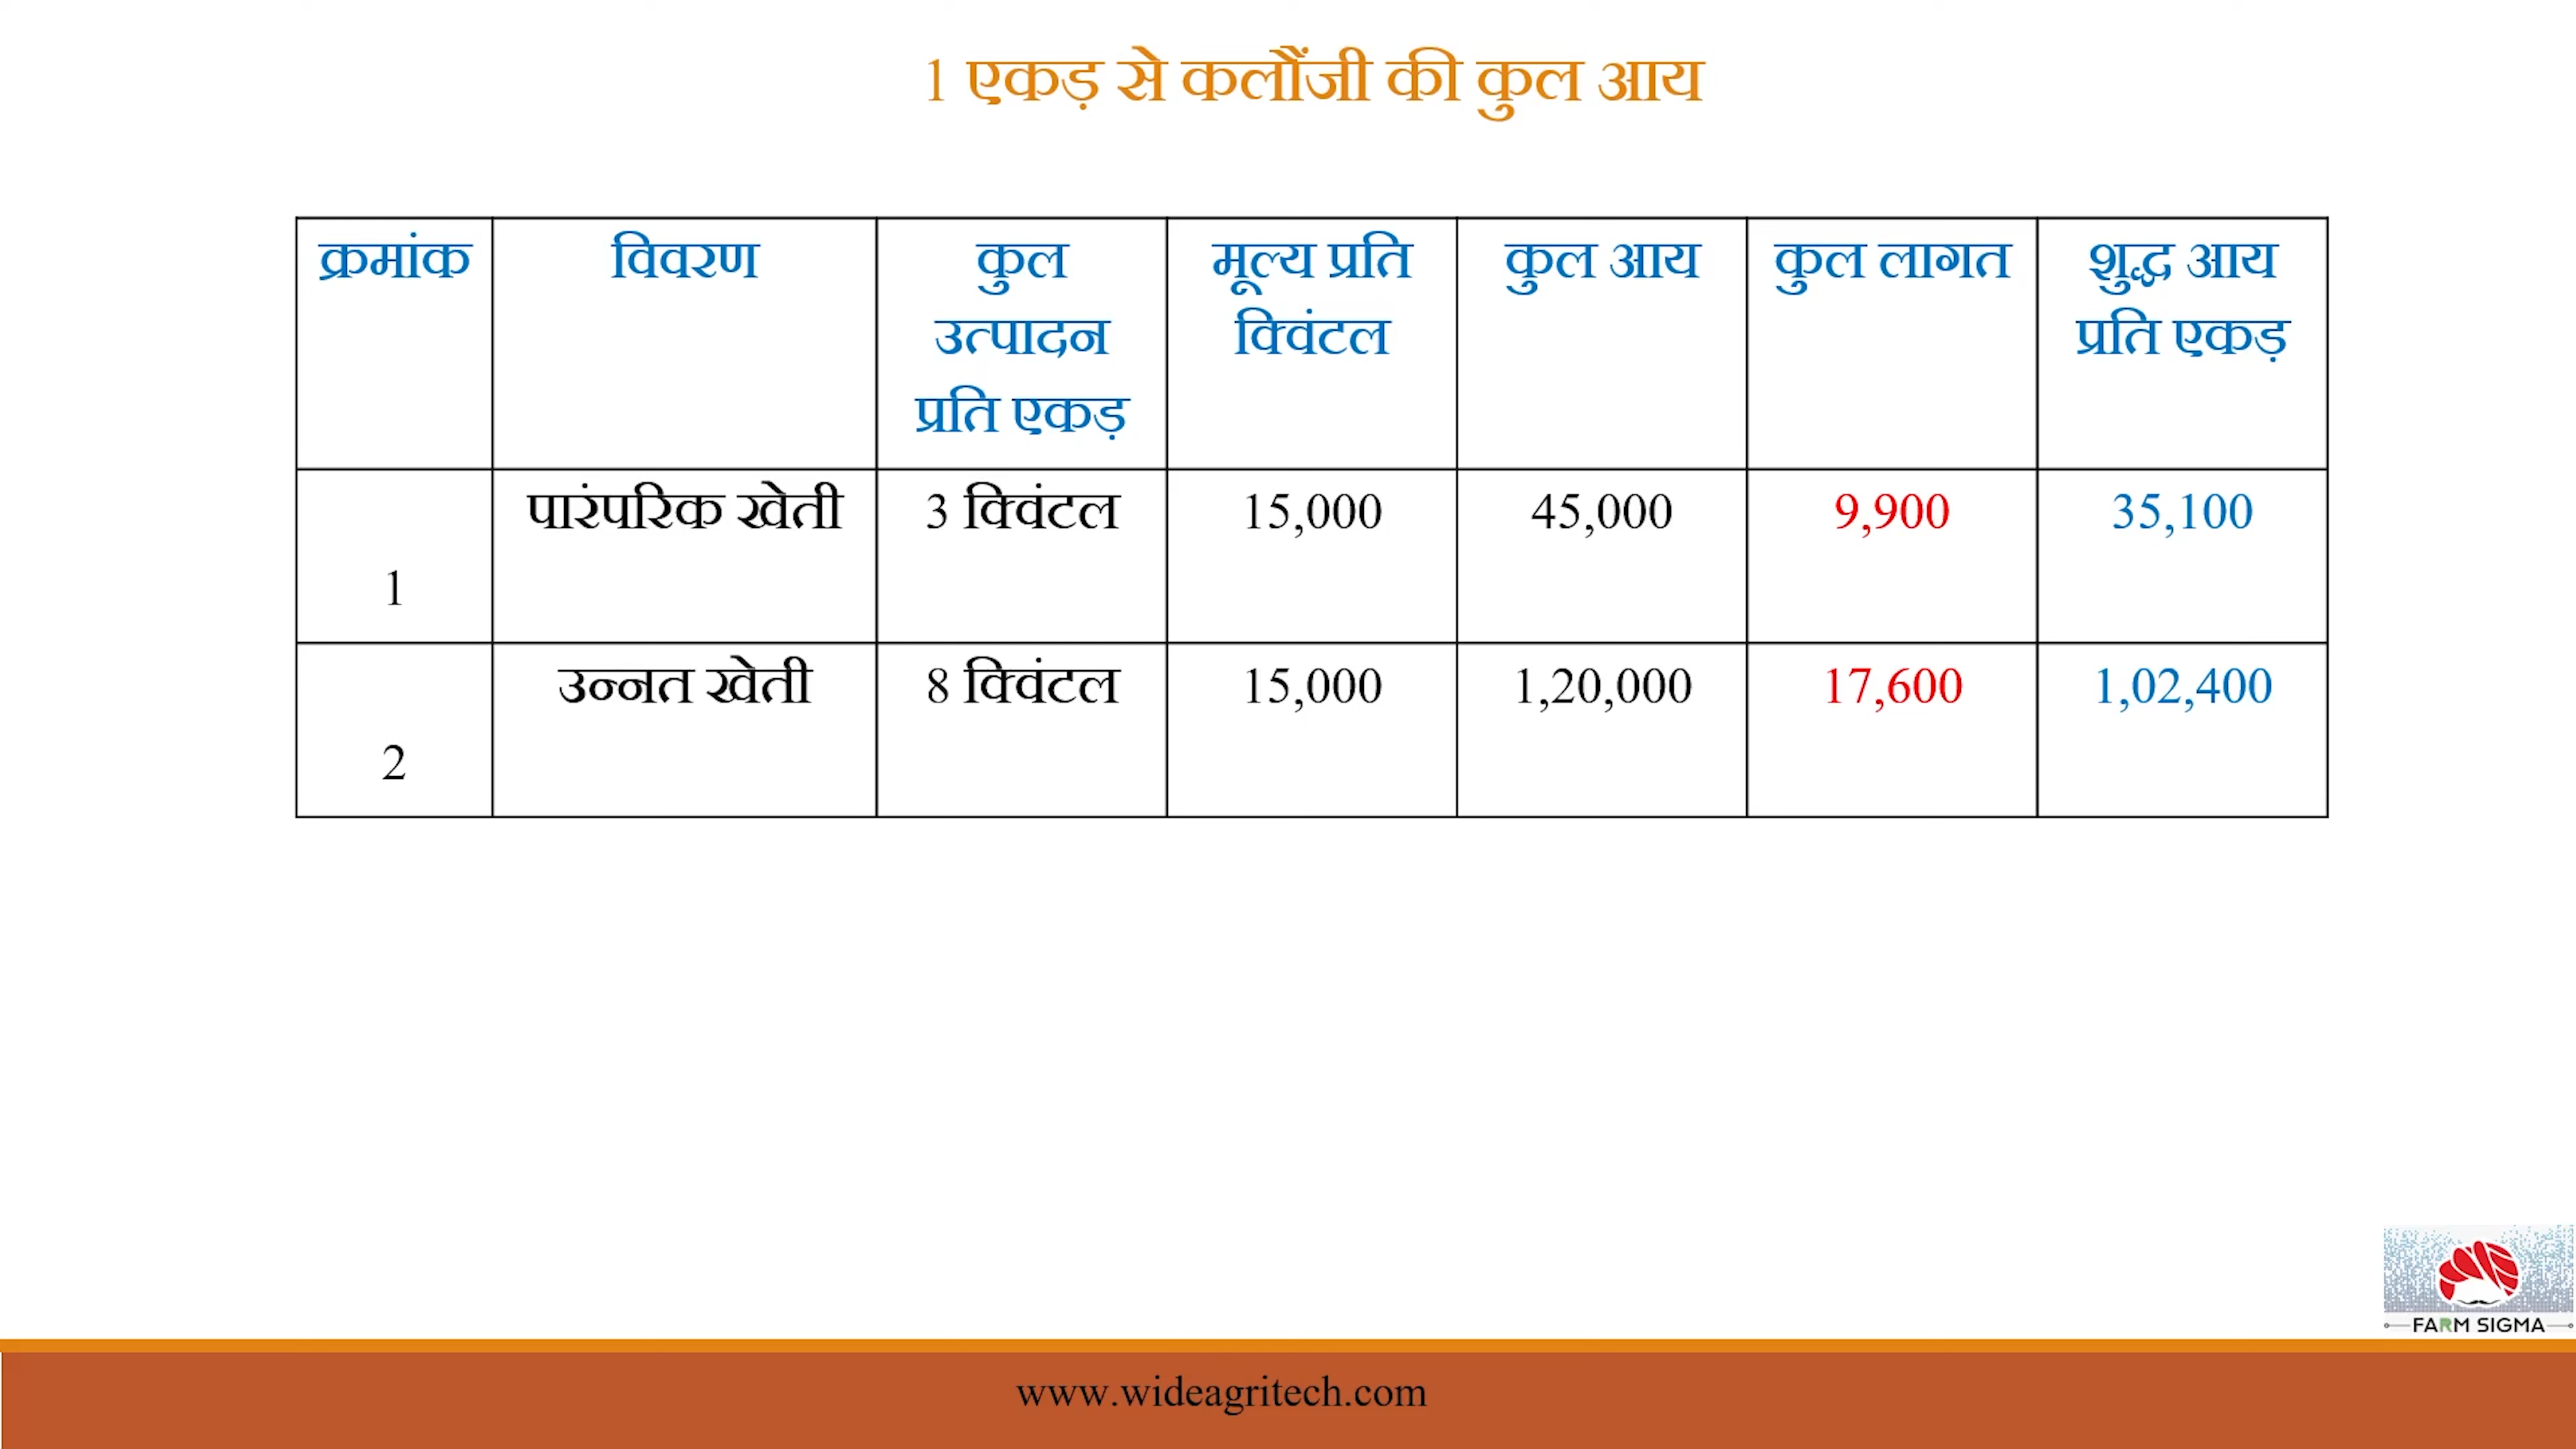 1 एकड़ से कलौंजी की कुल आय
क्रमांक विवरण कुल उत्पादन प्रति एकड़ मूल्य प्रति क्विंटल कुल आय कुल लागत शुद्ध आय प्रति एकड़
1 पारंपरिक खेती 3 क्विंटल 15,000 45,000 9,900 35,100
2 उन्नत खेती 8 क्विंटल 15,000 1,20,000 17,600 1,02,400
FARM SIGMA
www.wideagritech.com